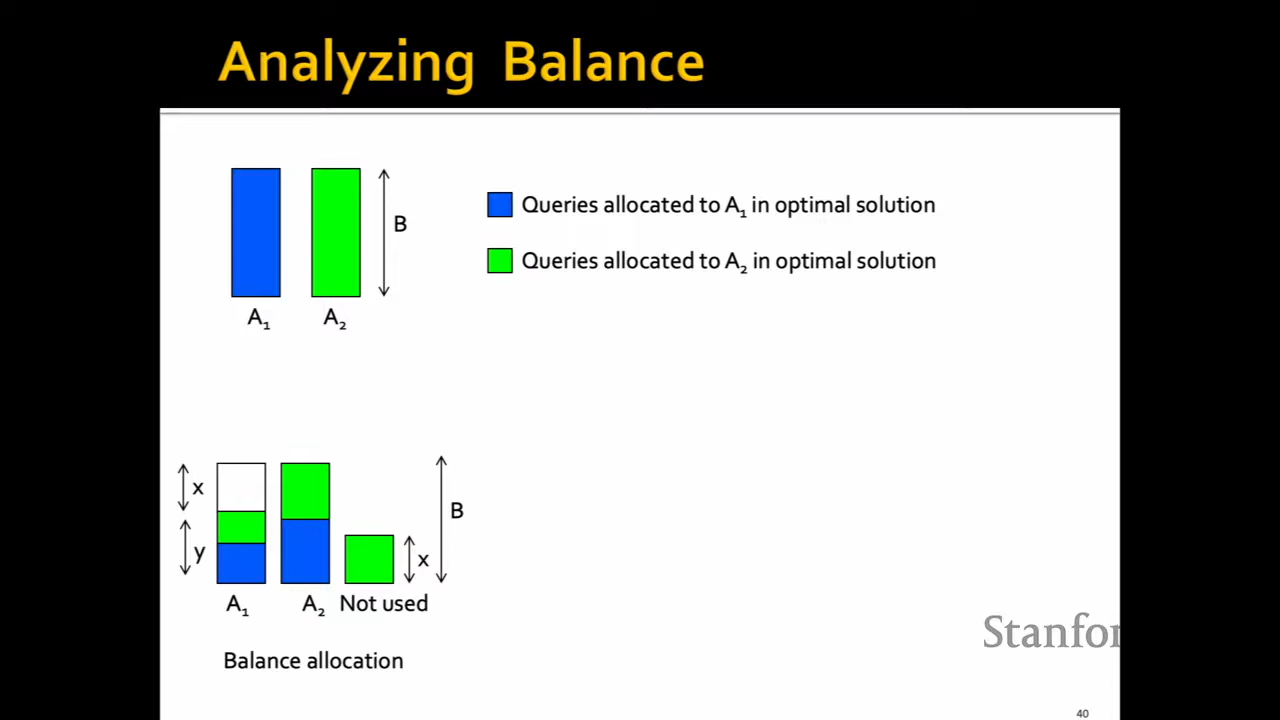 Analyzing Balance
B
Queries allocated to A1 in optimal solution
Queries allocated to A2 in optimal solution
A1 A2
x
y
B
x
A1 A2 Not used
Balance allocation
Stanfor
40